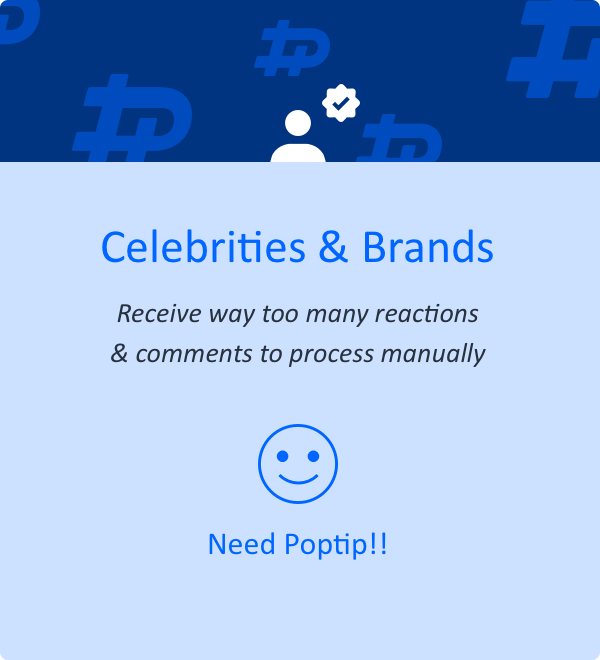 Celebrities & Brands
Receive way too many reactions
& comments to process manually
Need Poptip!!